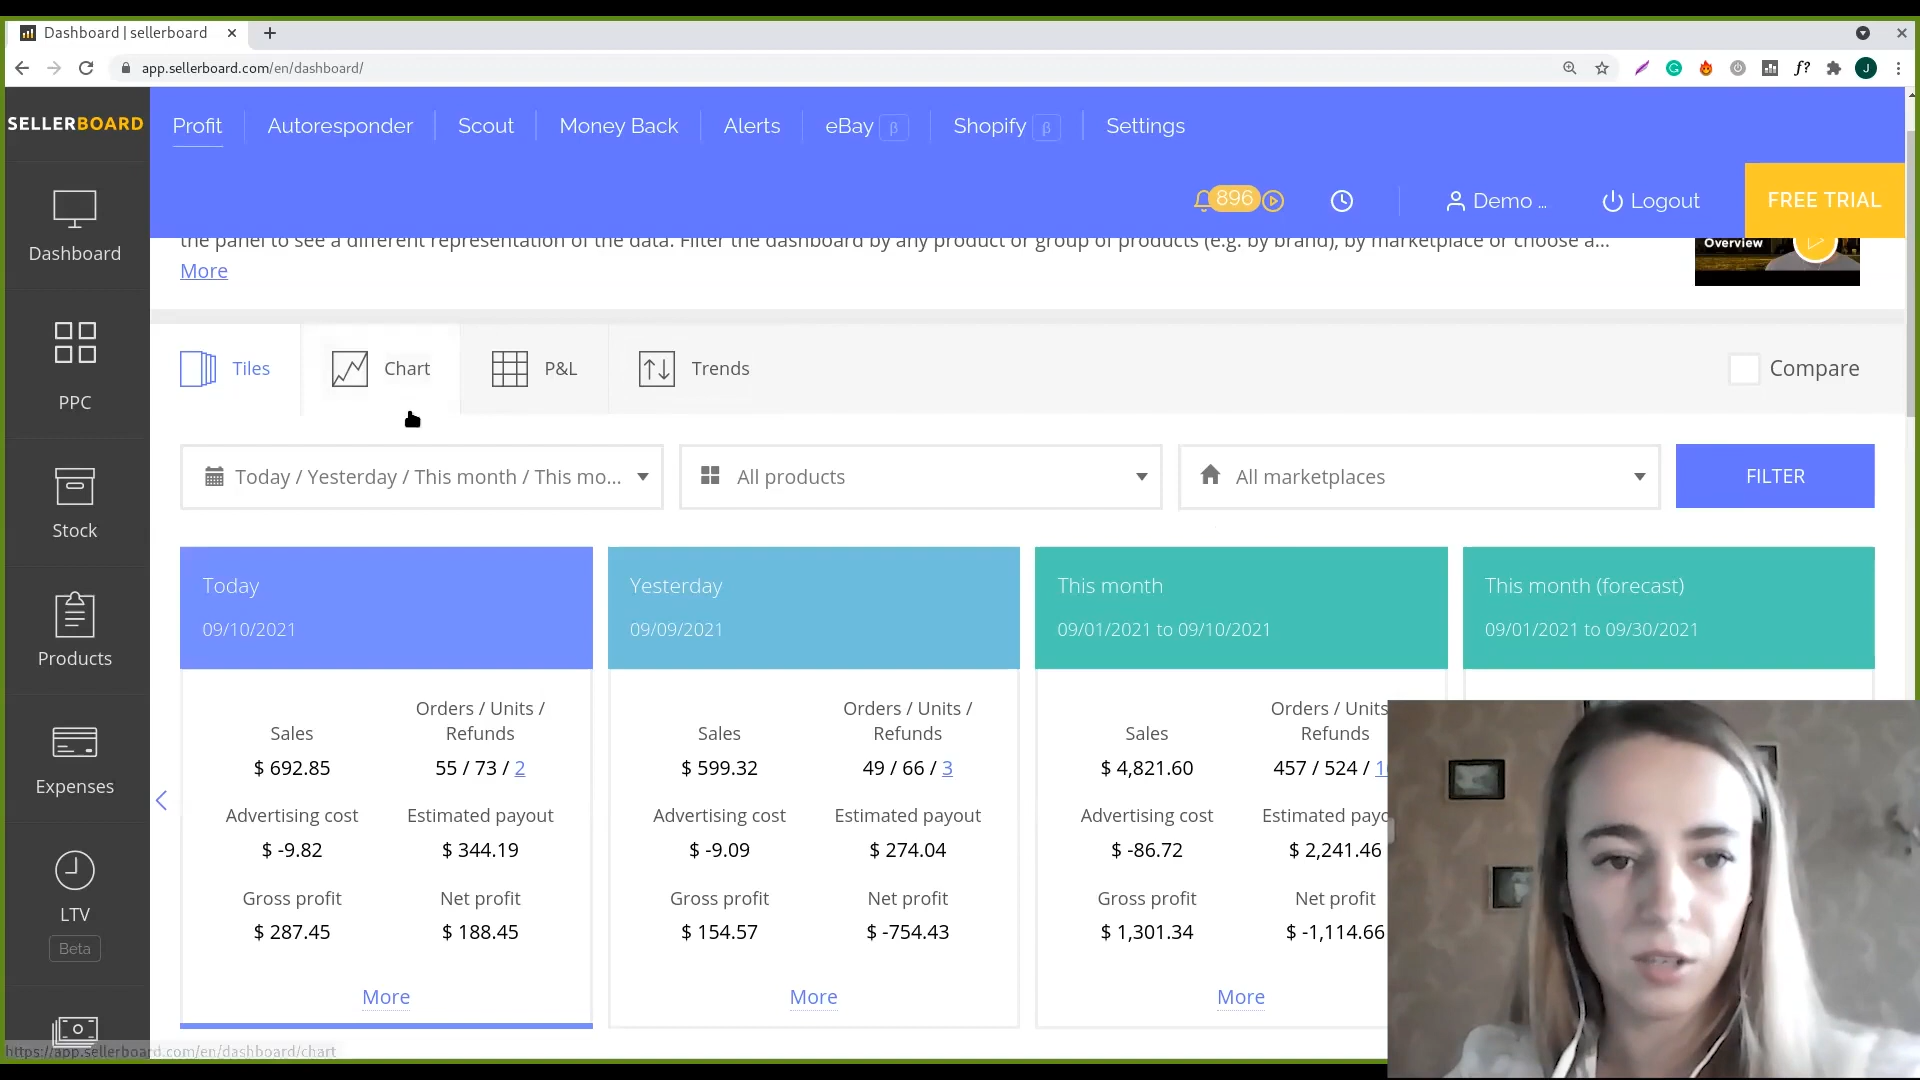 Dashboard | sellerboard
app.sellerboard.com/en/dashboard/
SELLERBOARD
Profit
Autoresponder
Scout
Money Back
Alerts
eBay β
Shopify β
Settings
896
Demo ...
Logout
FREE TRIAL
Dashboard
PPC
Stock
Products
Expenses
LTV
Beta
the panel to see a different representation of the data. Filter the dashboard by any product or group of products (e.g. by brand), by marketplace or choose a...
More
Overview
Tiles
Chart
P&L
Trends
Compare
Today / Yesterday / This month / This mo...
All products
All marketplaces
FILTER
Today
09/10/2021
Sales
$ 692.85
Orders / Units /
Refunds
55 / 73 / 2
Advertising cost
$ -9.82
Estimated payout
$ 344.19
Gross profit
$ 287.45
Net profit
$ 188.45
More
Yesterday
09/09/2021
Sales
$ 599.32
Orders / Units /
Refunds
49 / 66 / 3
Advertising cost
$ -9.09
Estimated payout
$ 274.04
Gross profit
$ 154.57
Net profit
$ -754.43
More
This month
09/01/2021 to 09/10/2021
Sales
$ 4,821.60
Orders / Units
Refunds
457 / 524 /
Advertising cost
$ -86.72
Estimated payo
$ 2,241.46
Gross profit
$ 1,301.34
Net profit
$ -1,114.66
More
This month (forecast)
09/01/2021 to 09/30/2021
https://app.sellerboard.com/en/dashboard/chart